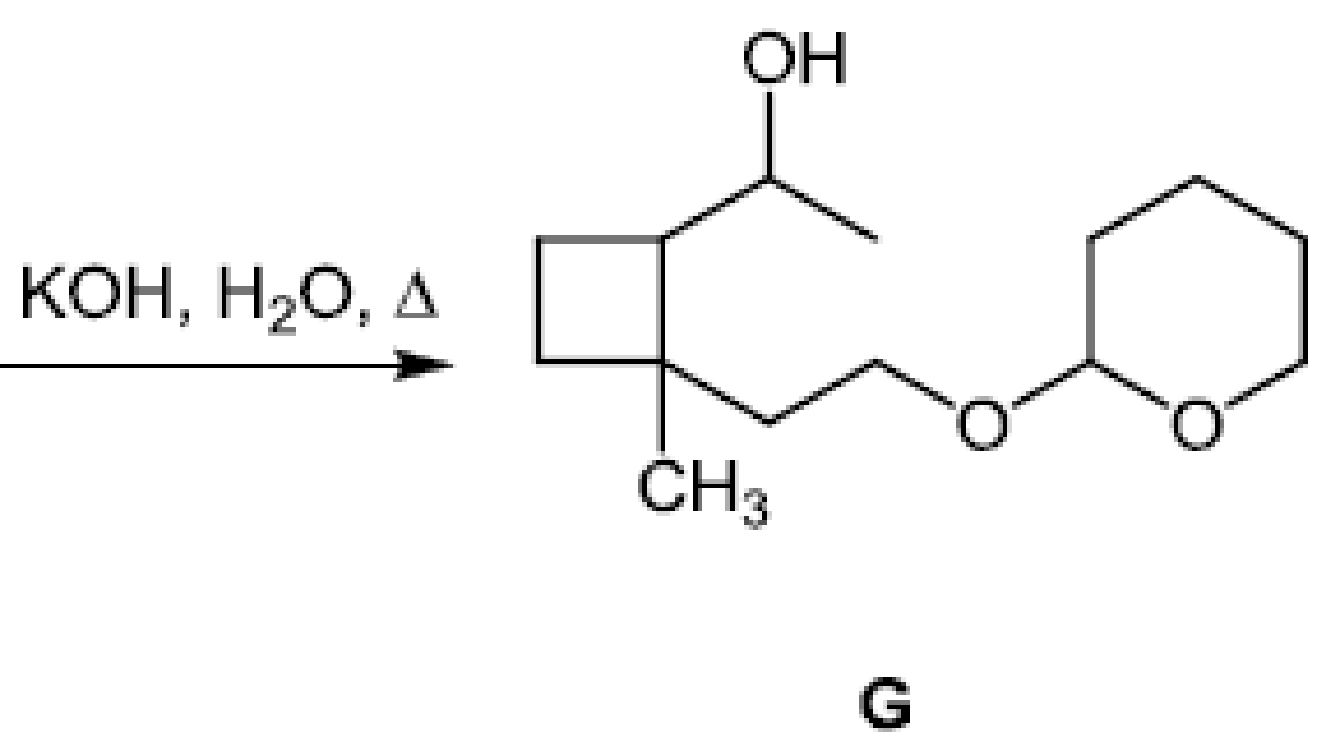 OH
KOH, H₂O, Δ
O
O
CH₃
G